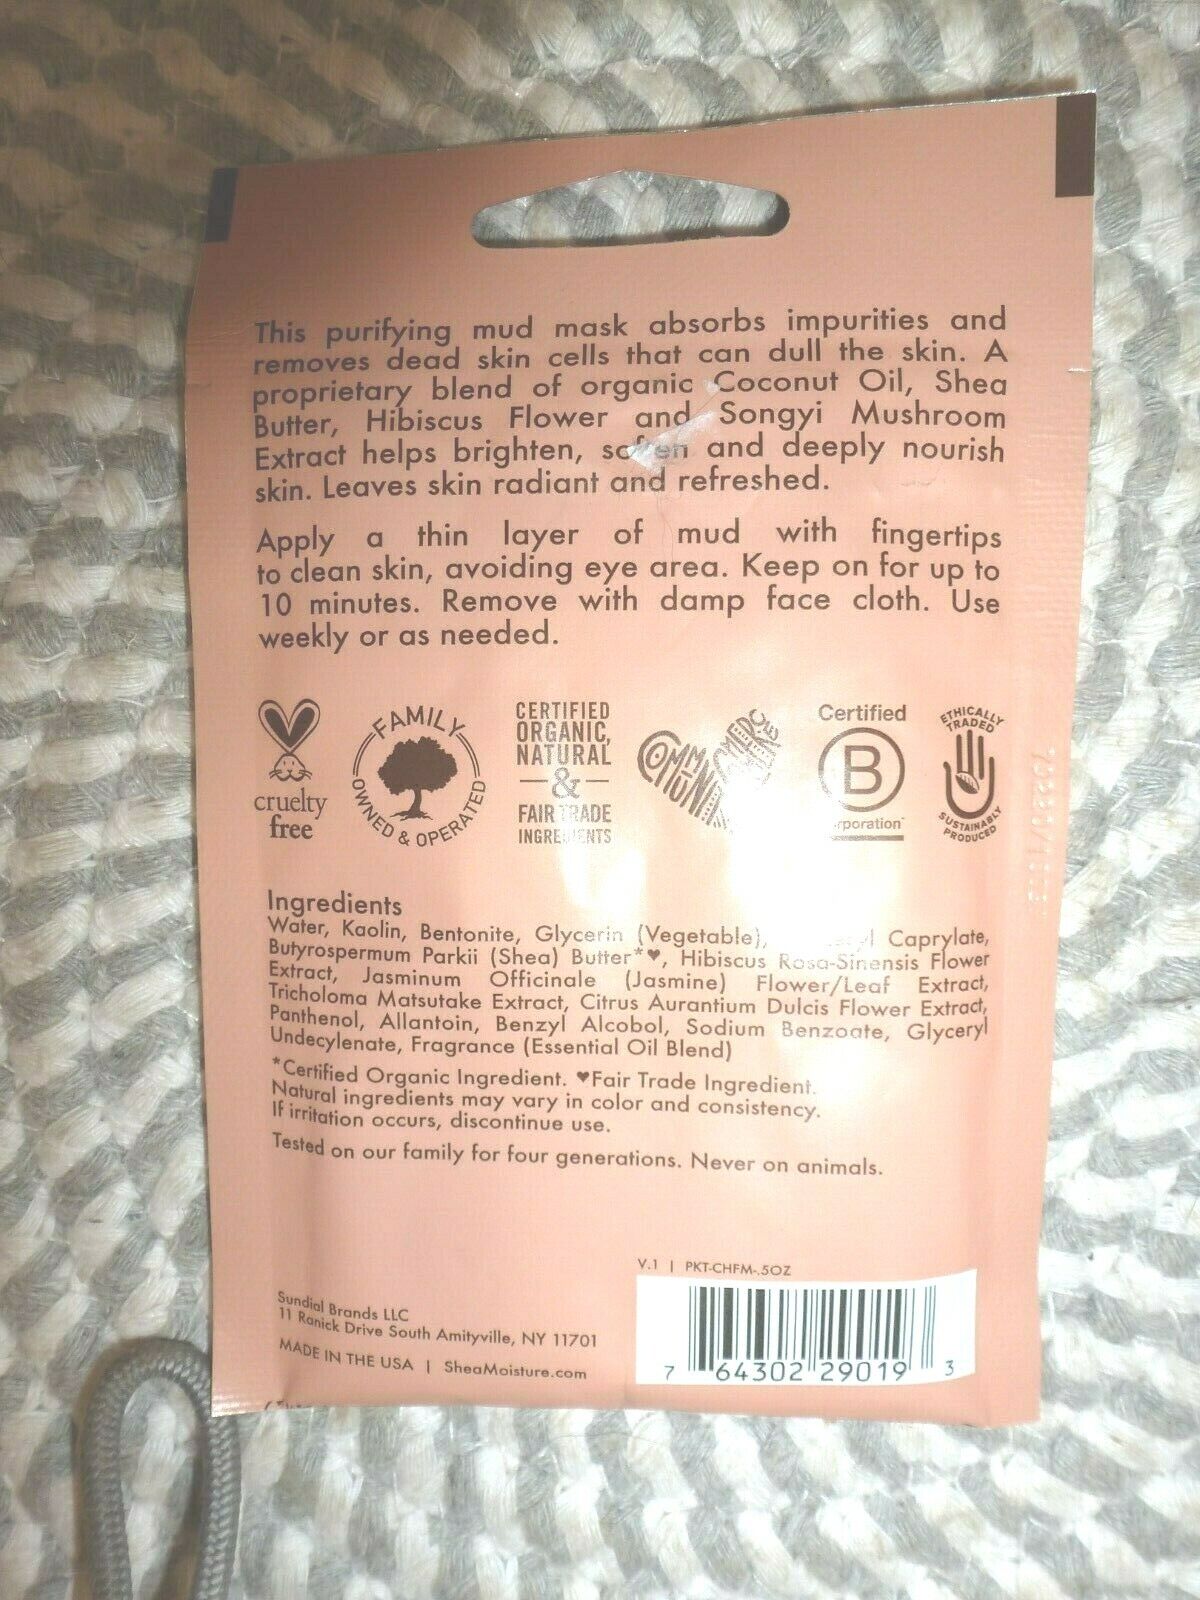 This purifying mud mask absorbs impurities and
removes dead skin cells that can dull the skin. A
proprietary blend of organic Coconut Oil, Shea
Butter, Hibiscus Flower and Songyi Mushroom
Extract helps brighten, soften and deeply nourish
skin. Leaves skin radiant and refreshed.
Apply a thin layer of mud with fingertips
to clean skin, avoiding eye area. Keep on for up to
10 minutes. Remove with damp face cloth. Use
weekly or as needed.
cruelty
free
FAMILY
OWNED & OPERATED
CERTIFIED
ORGANIC,
NATURAL
&
FAIR TRADE
INGREDIENTS
COMMUNITY COMMERCE
Certified
B
Corporation
ETHICALLY
TRADED
SUSTAINABLY
PRODUCED
Ingredients
Water, Kaolin, Bentonite, Glycerin (Vegetable), Caprylate,
Butyrospermum Parkii (Shea) Butter*♥, Hibiscus Rosa-Sinensis Flower
Extract, Jasminum Officinale (Jasmine) Flower/Leaf Extract,
Tricholoma Matsutake Extract, Citrus Aurantium Dulcis Flower Extract,
Panthenol, Allantoin, Benzyl Alcobol, Sodium Benzoate, Glyceryl
Undecylenate, Fragrance (Essential Oil Blend)
*Certified Organic Ingredient. ♥Fair Trade Ingredient.
Natural ingredients may vary in color and consistency.
If irritation occurs, discontinue use.
Tested on our family for four generations. Never on animals.
V.1 | PKT-CHFM-.5OZ
Sundial Brands LLC
11 Ranick Drive South Amityville, NY 11701
MADE IN THE USA | SheaMoisture.com
7 64302 29019 3